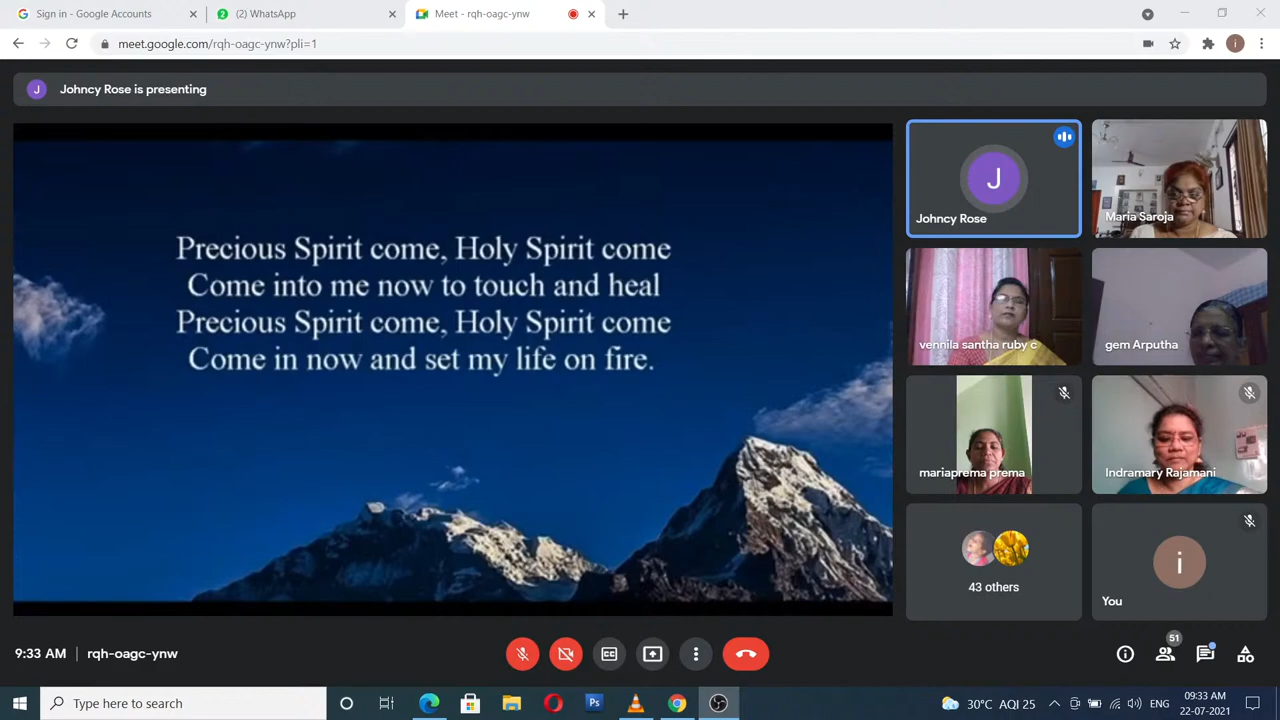 Sign in - Google Accounts
2
(2) WhatsApp
Meet - rqh-oagc-ynw
meet.google.com/rqh-oagc-ynw?pli=1
i
J
Johncy Rose is presenting
Precious Spirit come, Holy Spirit come
Come into me now to touch and heal
Precious Spirit come, Holy Spirit come
Come in now and set my life on fire.
J
Johncy Rose
Maria Saroja
vennila santha ruby c
gem Arputha
mariaprema prema
Indramary Rajamani
43 others
i
You
9:33 AM
rqh-oagc-ynw
CC
51
Type here to search
Ps
30°C AQI 25
ENG
09:33 AM
22-07-2021